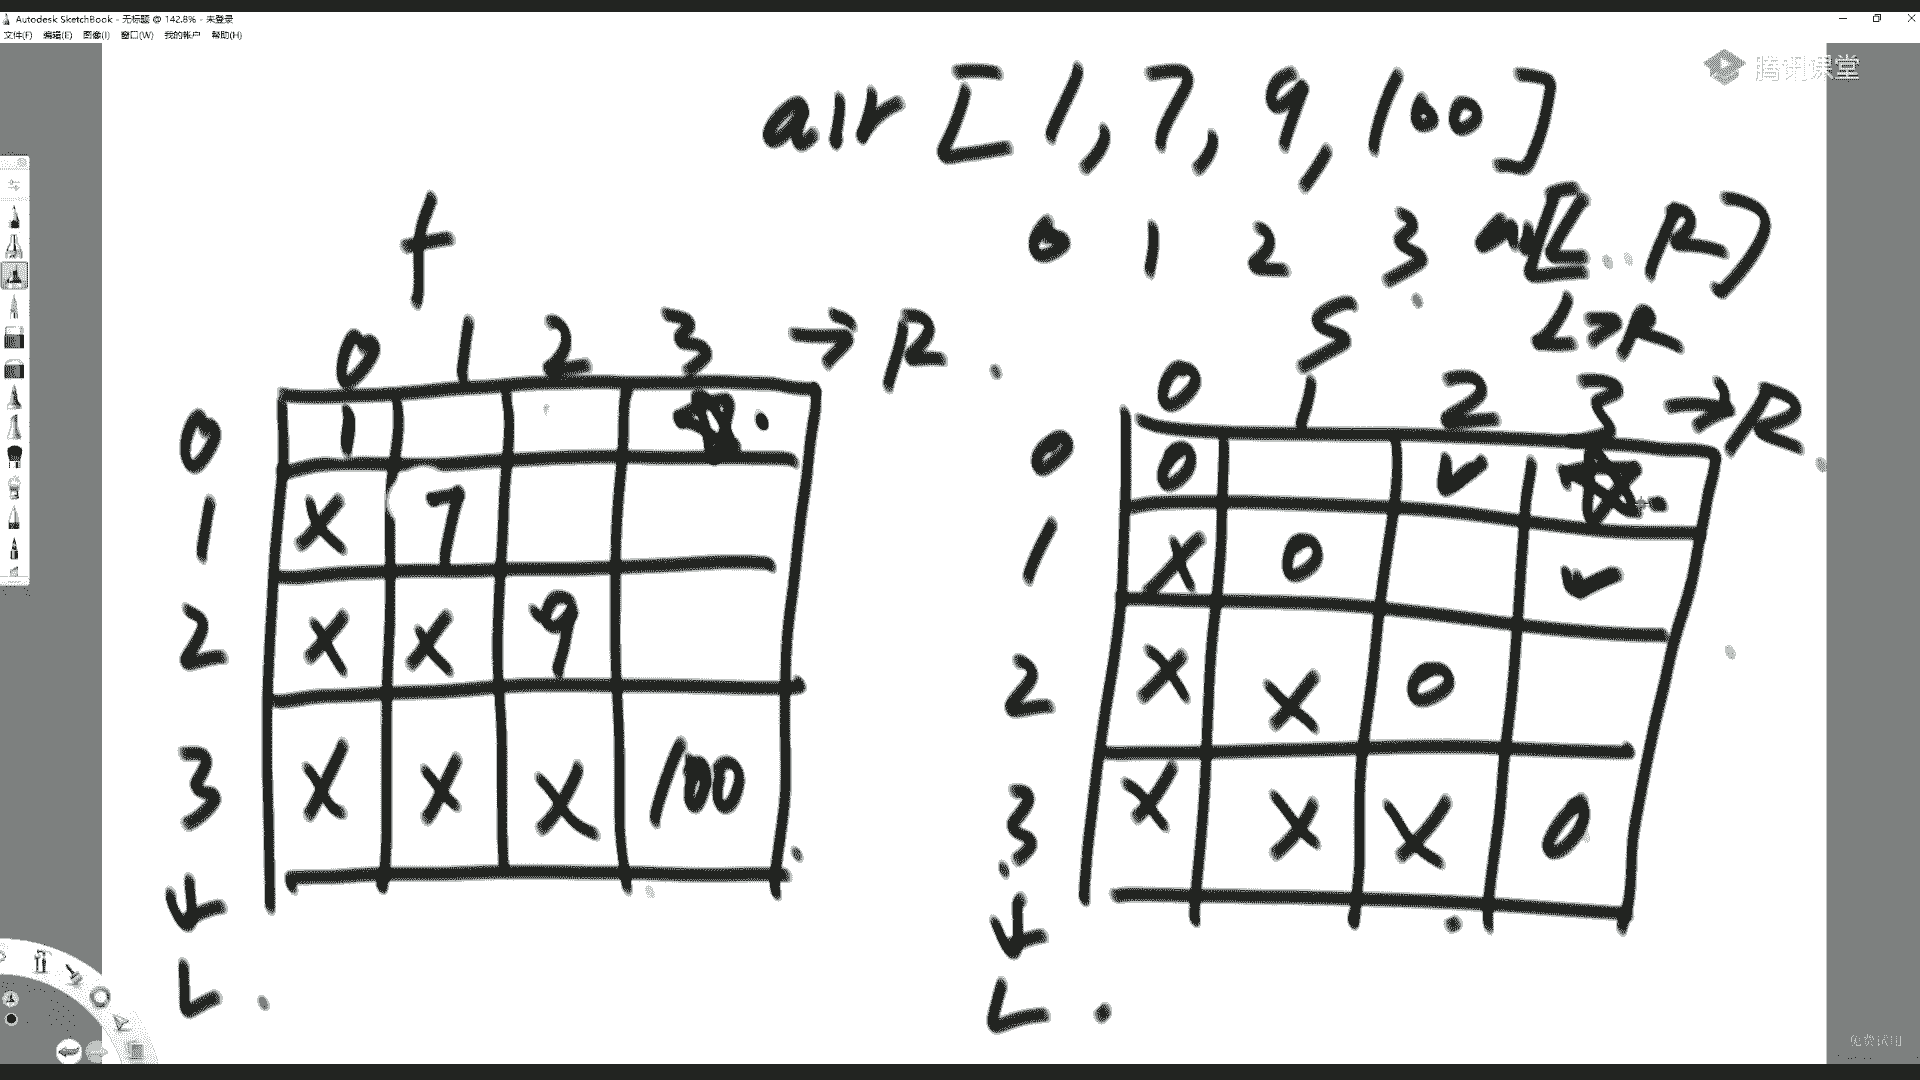 Autodesk SketchBook - 无标题 @ 142.8% - 未登录
文件(F) 编辑(E) 图像(I) 窗口(W) 我的帐户 帮助(H)
腾讯课堂
arr [1, 7, 9, 100]
0 1 2 3
arr[L..R]
L>R
f
0 1 2 3 → R
0 1
1 X 7
2 X X 9
3 X X X 100
↓
L
S
0 1 2 3 → R
0 0 ✓
1 X 0 ✓
2 X X 0
3 X X X 0
↓
L
免费试用